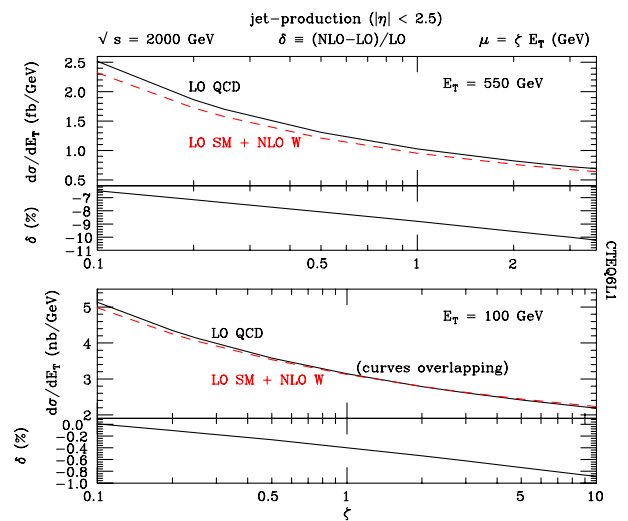 jet-production (|η| < 2.5)
√ s = 2000 GeV δ ≡ (NLO-LO)/LO μ = ζ E_T (GeV)
dσ/dE_T (fb/GeV)
2.5
2.0
1.5
1.0
0.5
LO QCD
LO SM + NLO W
E_T = 550 GeV
δ (%)
-7
-8
-9
-10
-11
0.1 0.5 1 2
CTEQ6L1
dσ/dE_T (nb/GeV)
5
4
3
2
LO QCD
LO SM + NLO W
E_T = 100 GeV
(curves overlapping)
δ (%)
0.0
-0.2
-0.4
-0.6
-0.8
-1.0
0.1 0.5 1 5 10
ζ